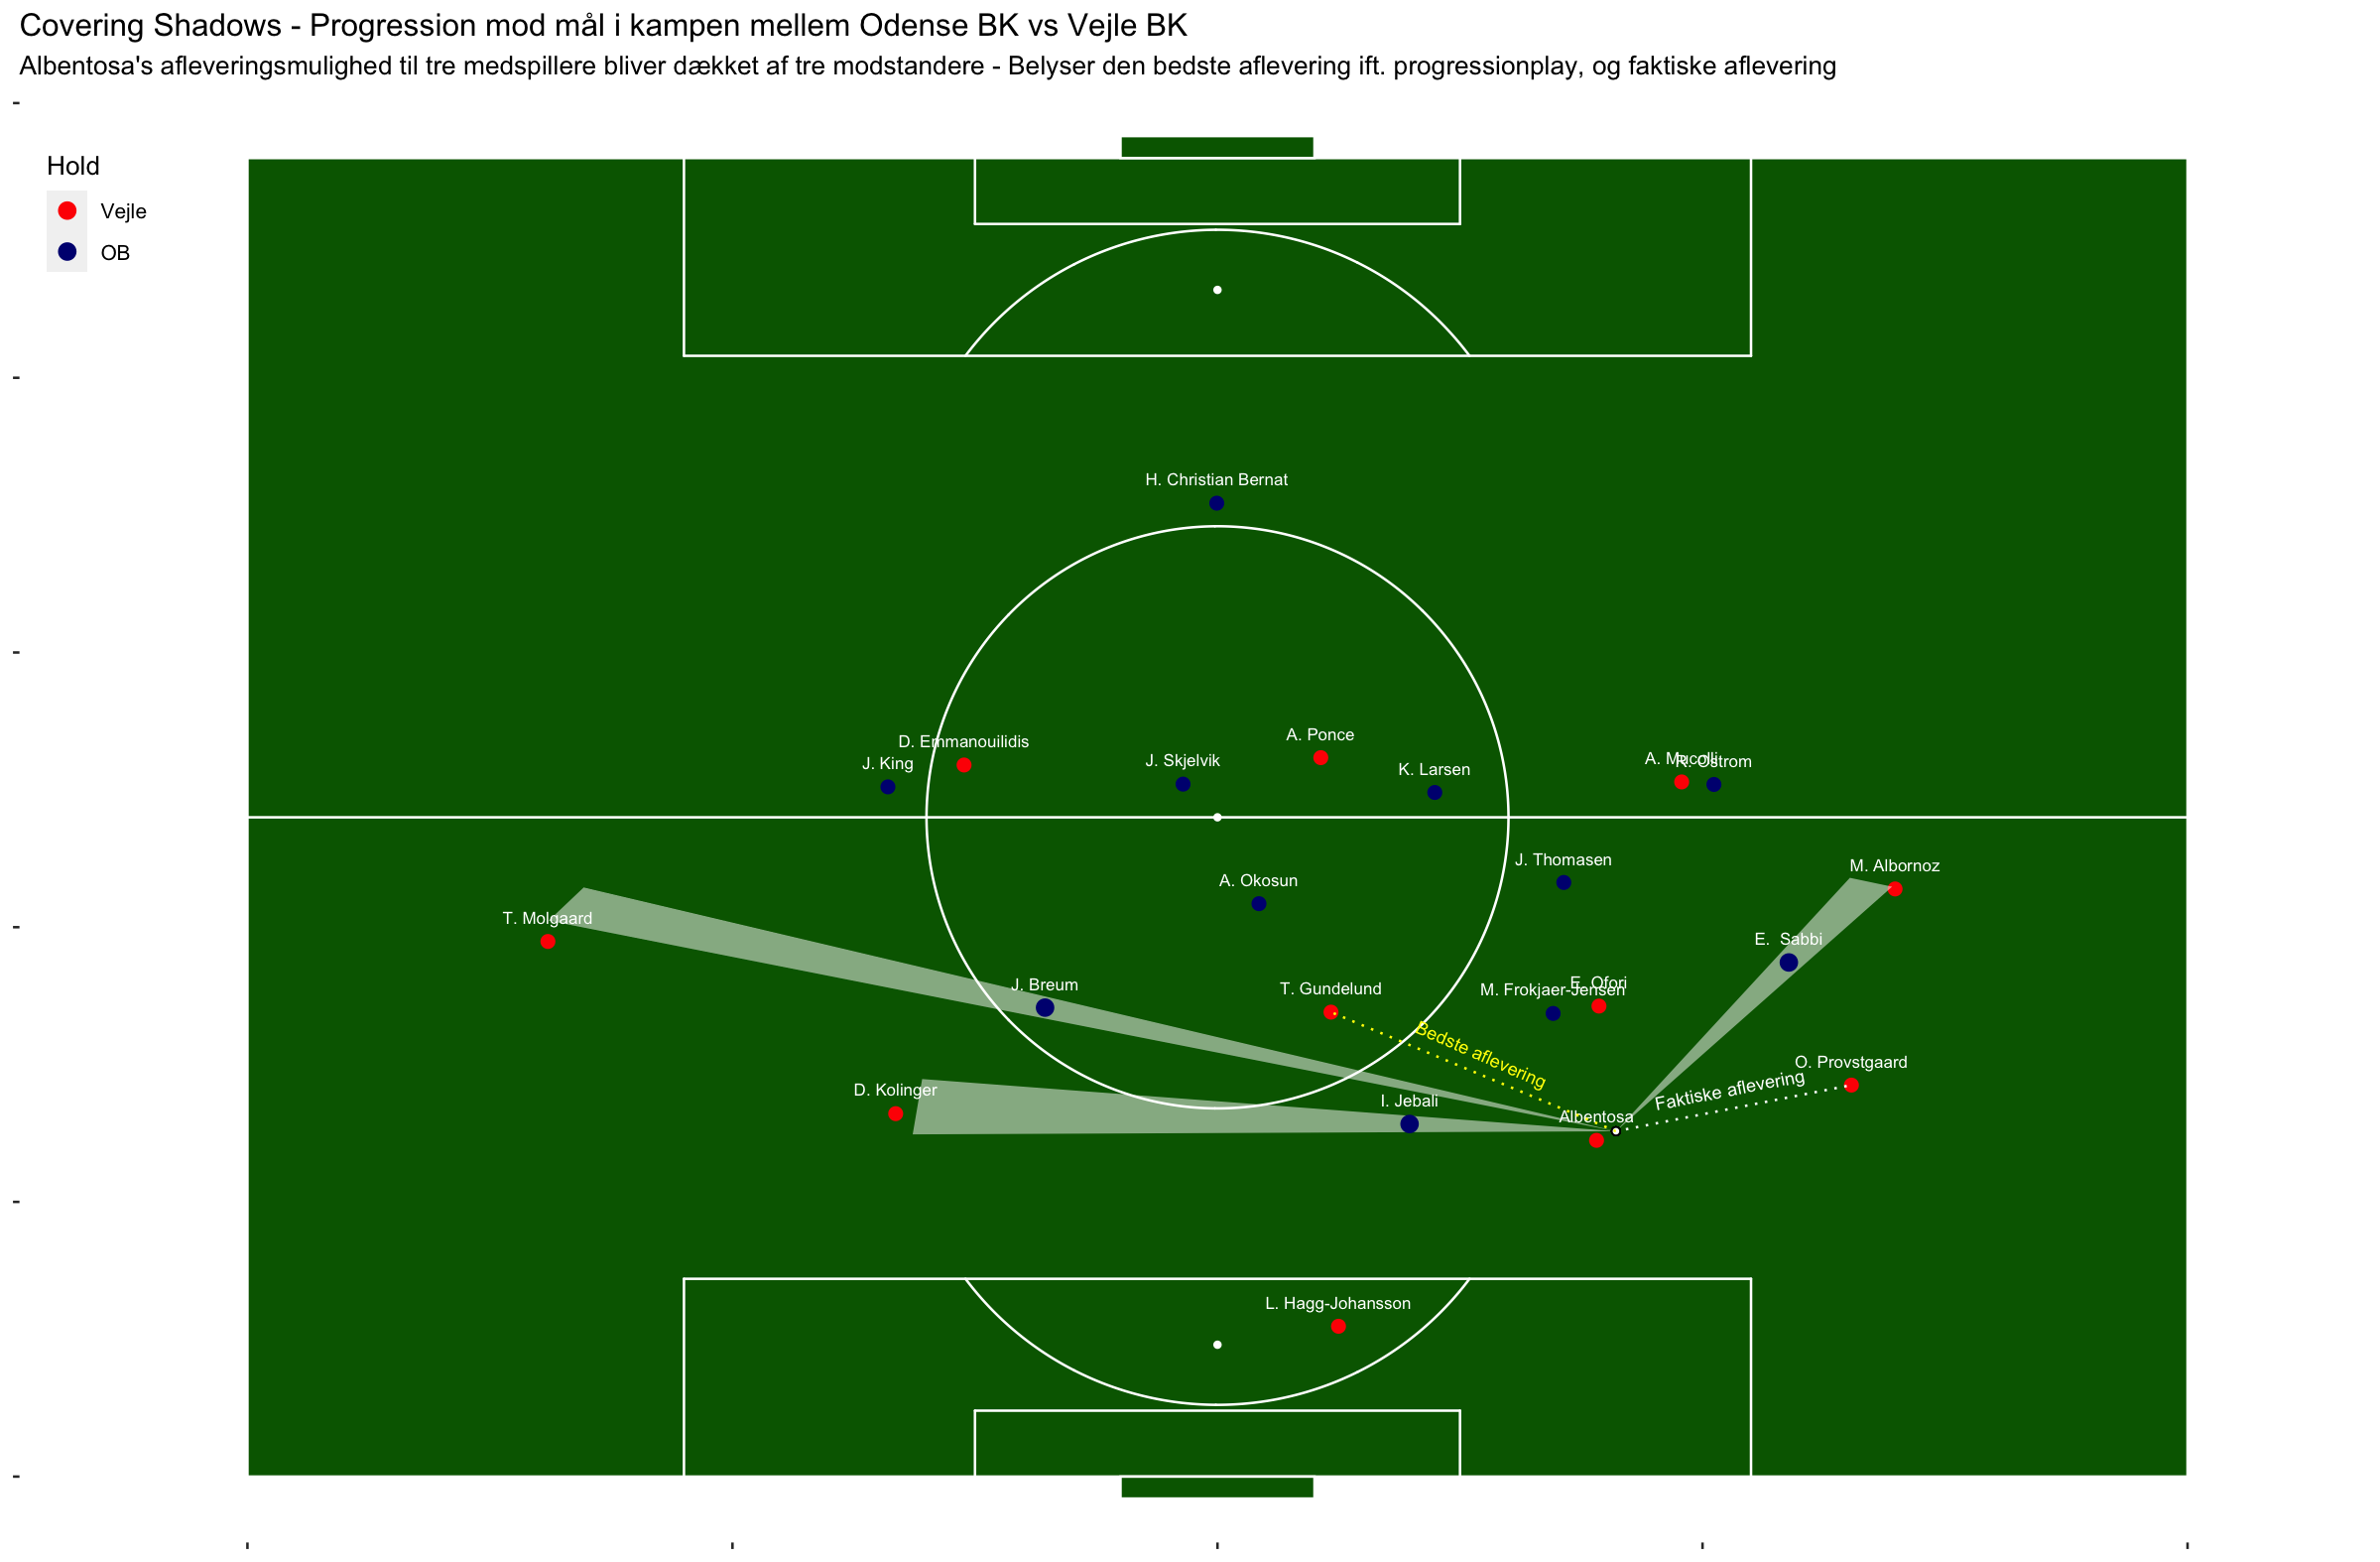 Covering Shadows - Progression mod mål i kampen mellem Odense BK vs Vejle BK
Albentosa's afleveringsmulighed til tre medspillere bliver dækket af tre modstandere - Belyser den bedste aflevering ift. progressionplay, og faktiske aflevering
Hold
Vejle
OB
H. Christian Bernat
A. Ponce
D. Emmanouilidis
J. King
J. Skjelvik
K. Larsen
A. Mucolli
R. Ostrom
J. Thomasen
M. Albornoz
A. Okosun
T. Molgaard
E. Sabbi
J. Breum
T. Gundelund
M. Frokjaer-Jensen
E. Ofori
Bedste aflevering
O. Provstgaard
Faktiske aflevering
D. Kolinger
I. Jebali
Albentosa
L. Hagg-Johansson